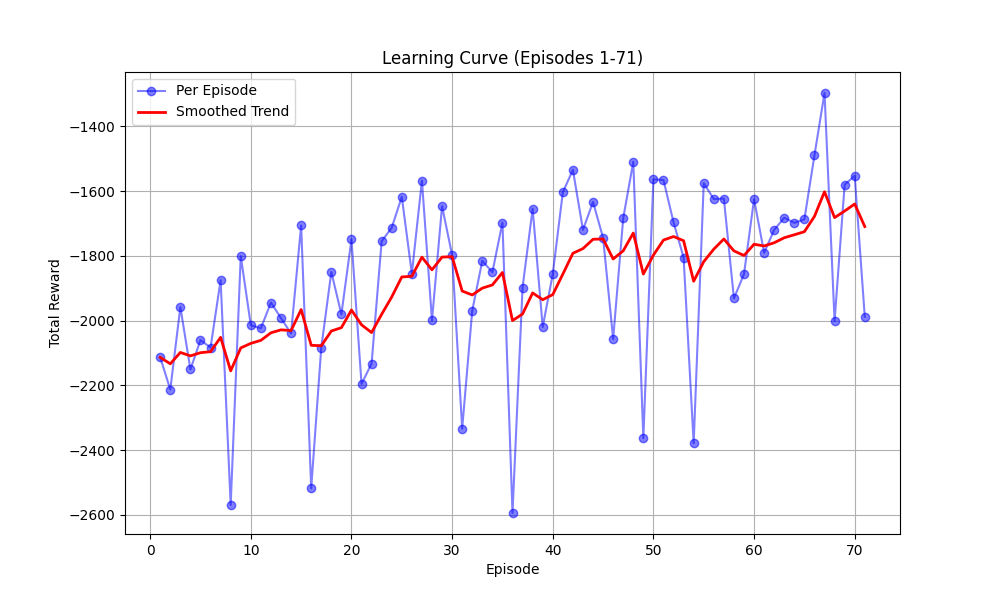 Learning Curve (Episodes 1-71)
Per Episode
Smoothed Trend
Total Reward
−1400
−1600
−1800
−2000
−2200
−2400
−2600
0 10 20 30 40 50 60 70
Episode